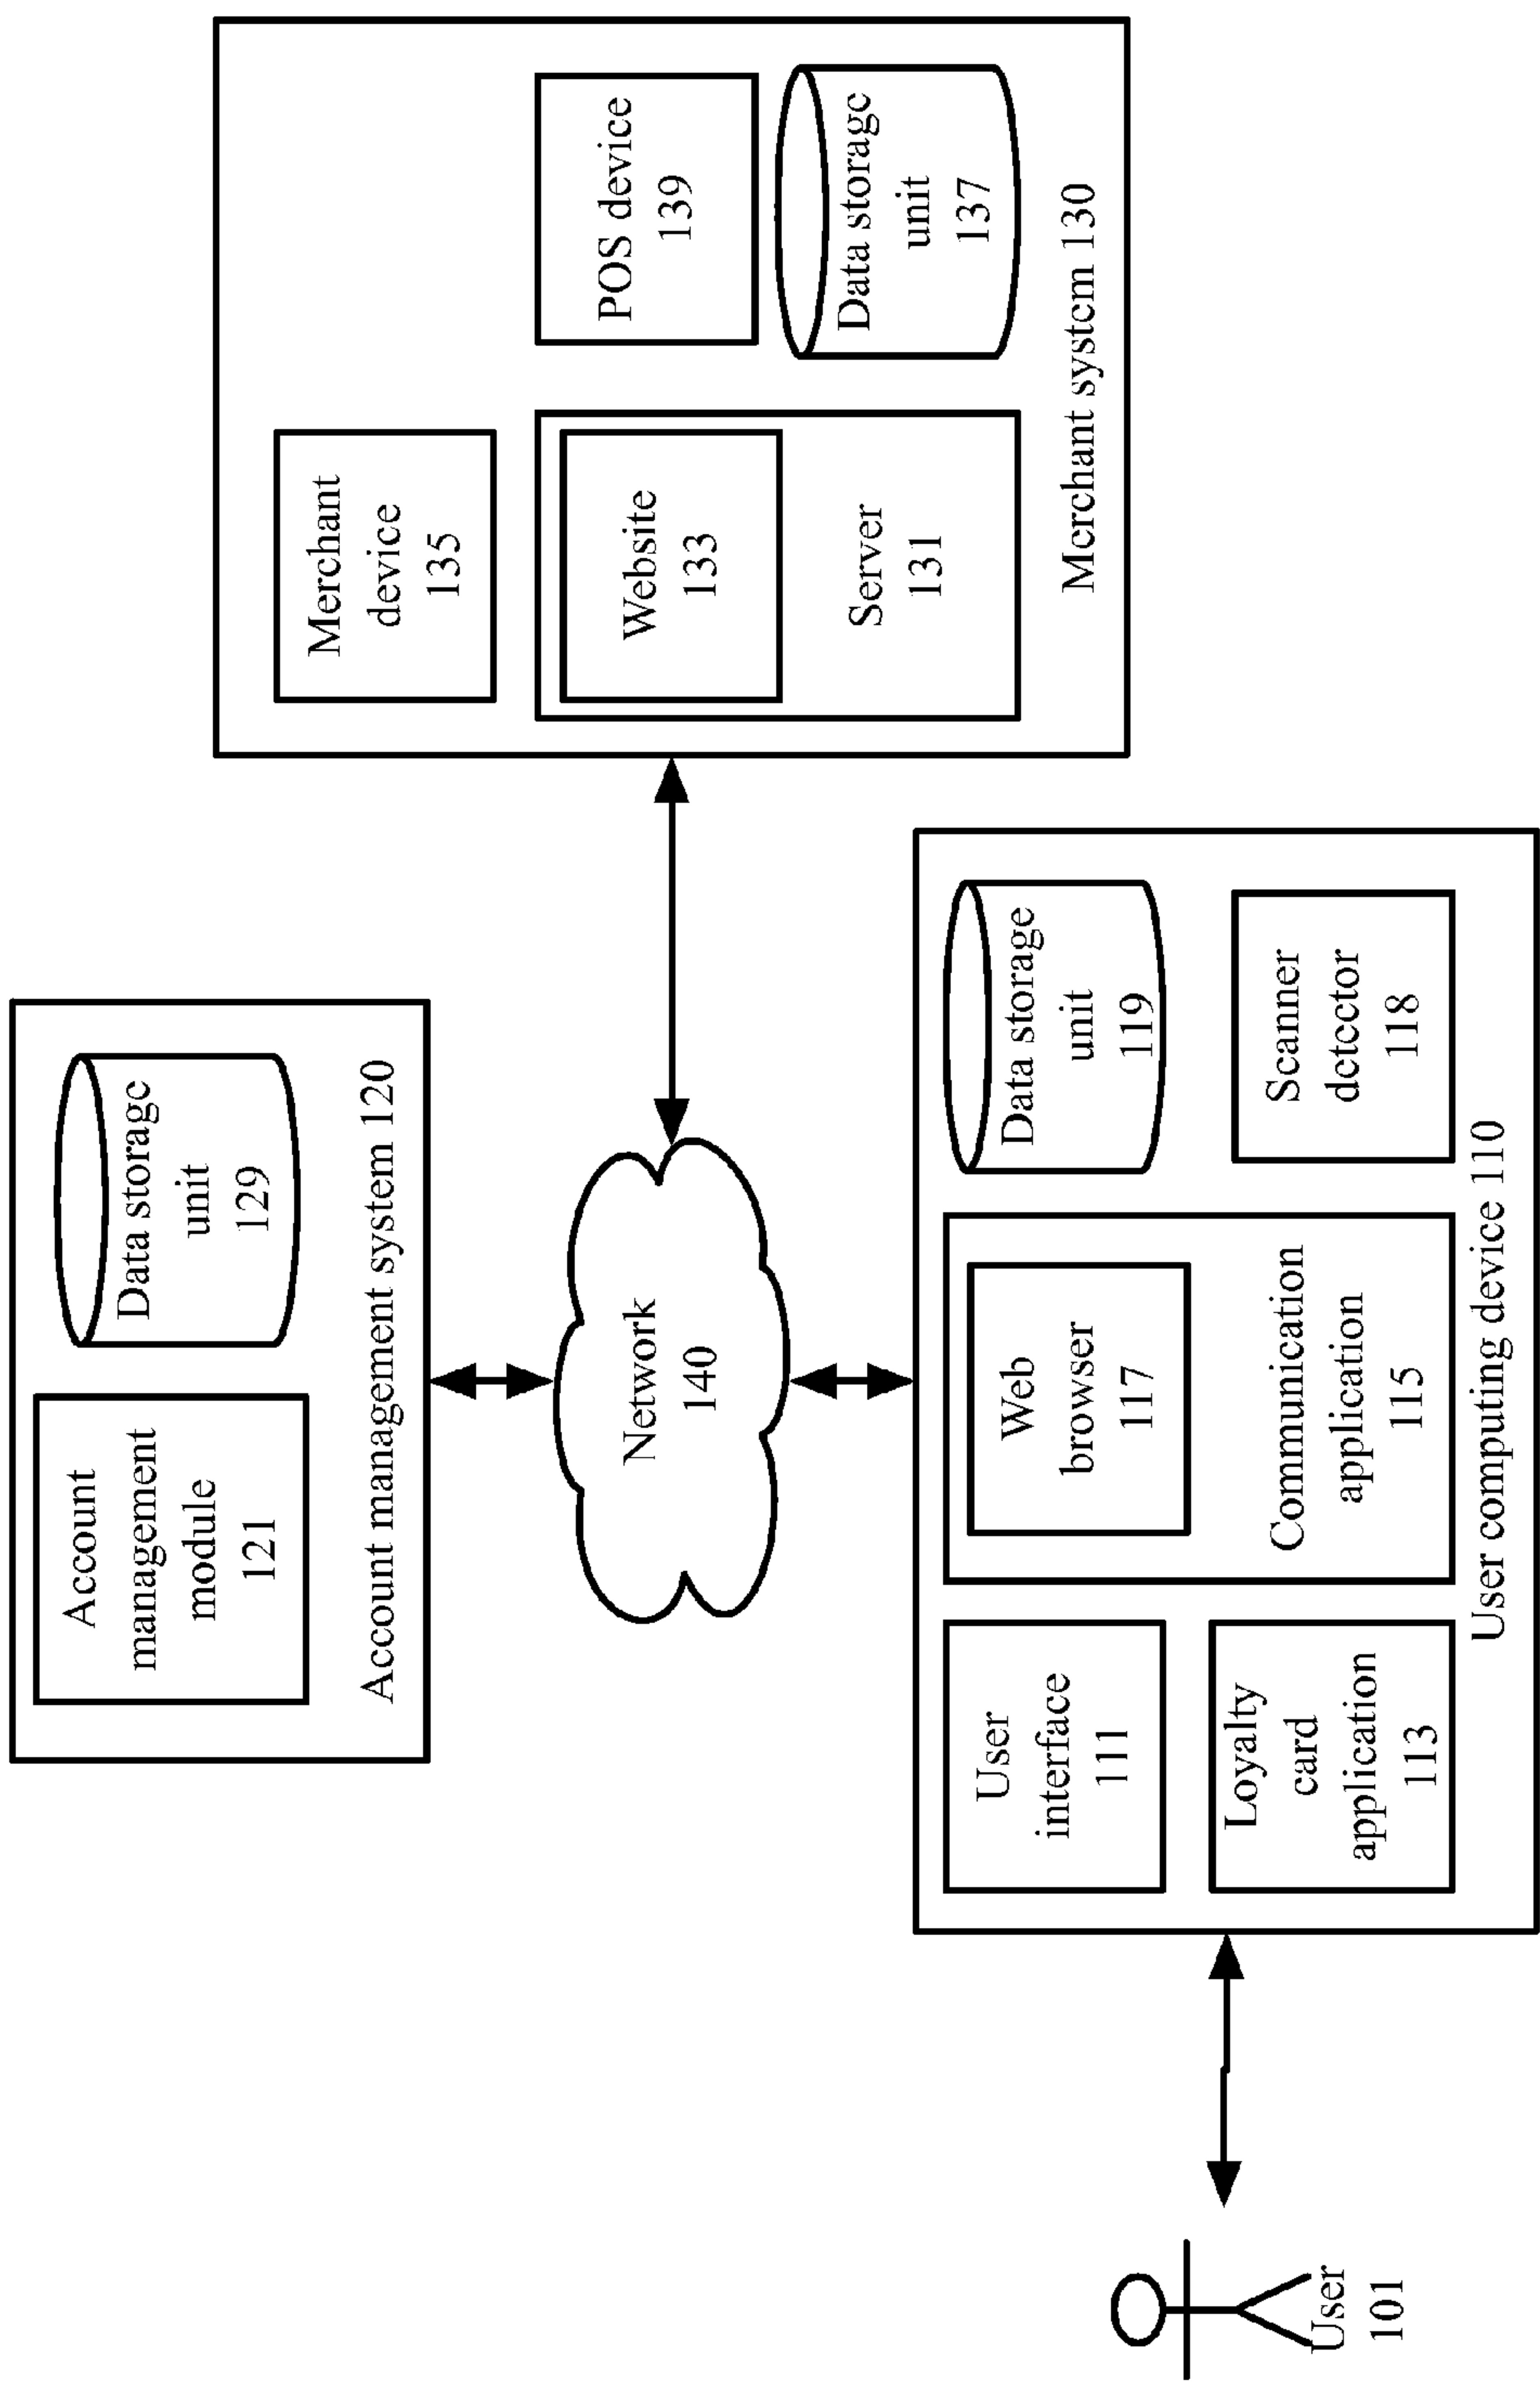 Account
management
module
121
Data storage
unit
129
Account management system 120
Merchant
device
135
Website
133
Server
131
POS device
139
Data storage
unit
137
Merchant system 130
Network
140
User
interface
111
Loyalty
card
application
113
Web
browser
117
Communication
application
115
Data storage
unit
119
Scanner
detector
118
User computing device 110
User
101